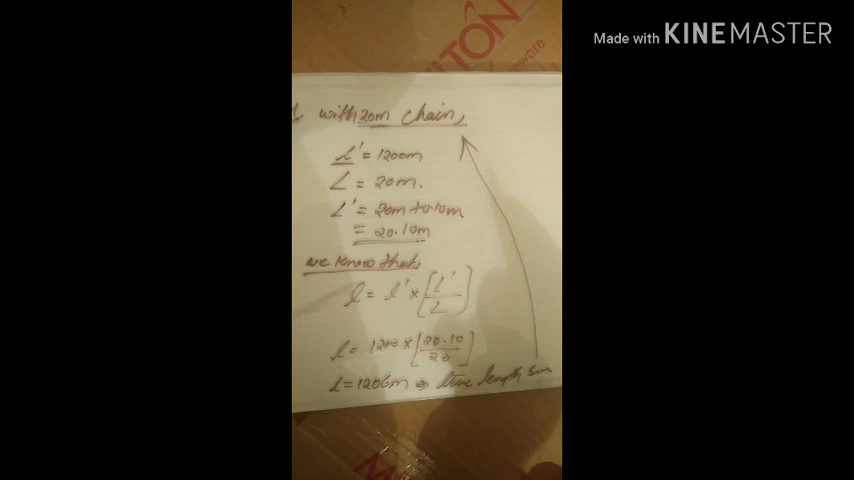 Made with KINEMASTER
MILTON
with 20m chain,
l' = 1200m
L = 20m.
L' = 20m+0.10m
= 20.10m
we know that,
l = l' × [L'/L]
l = 1200 × [20.10/20]
l = 1206m ⇒ true length